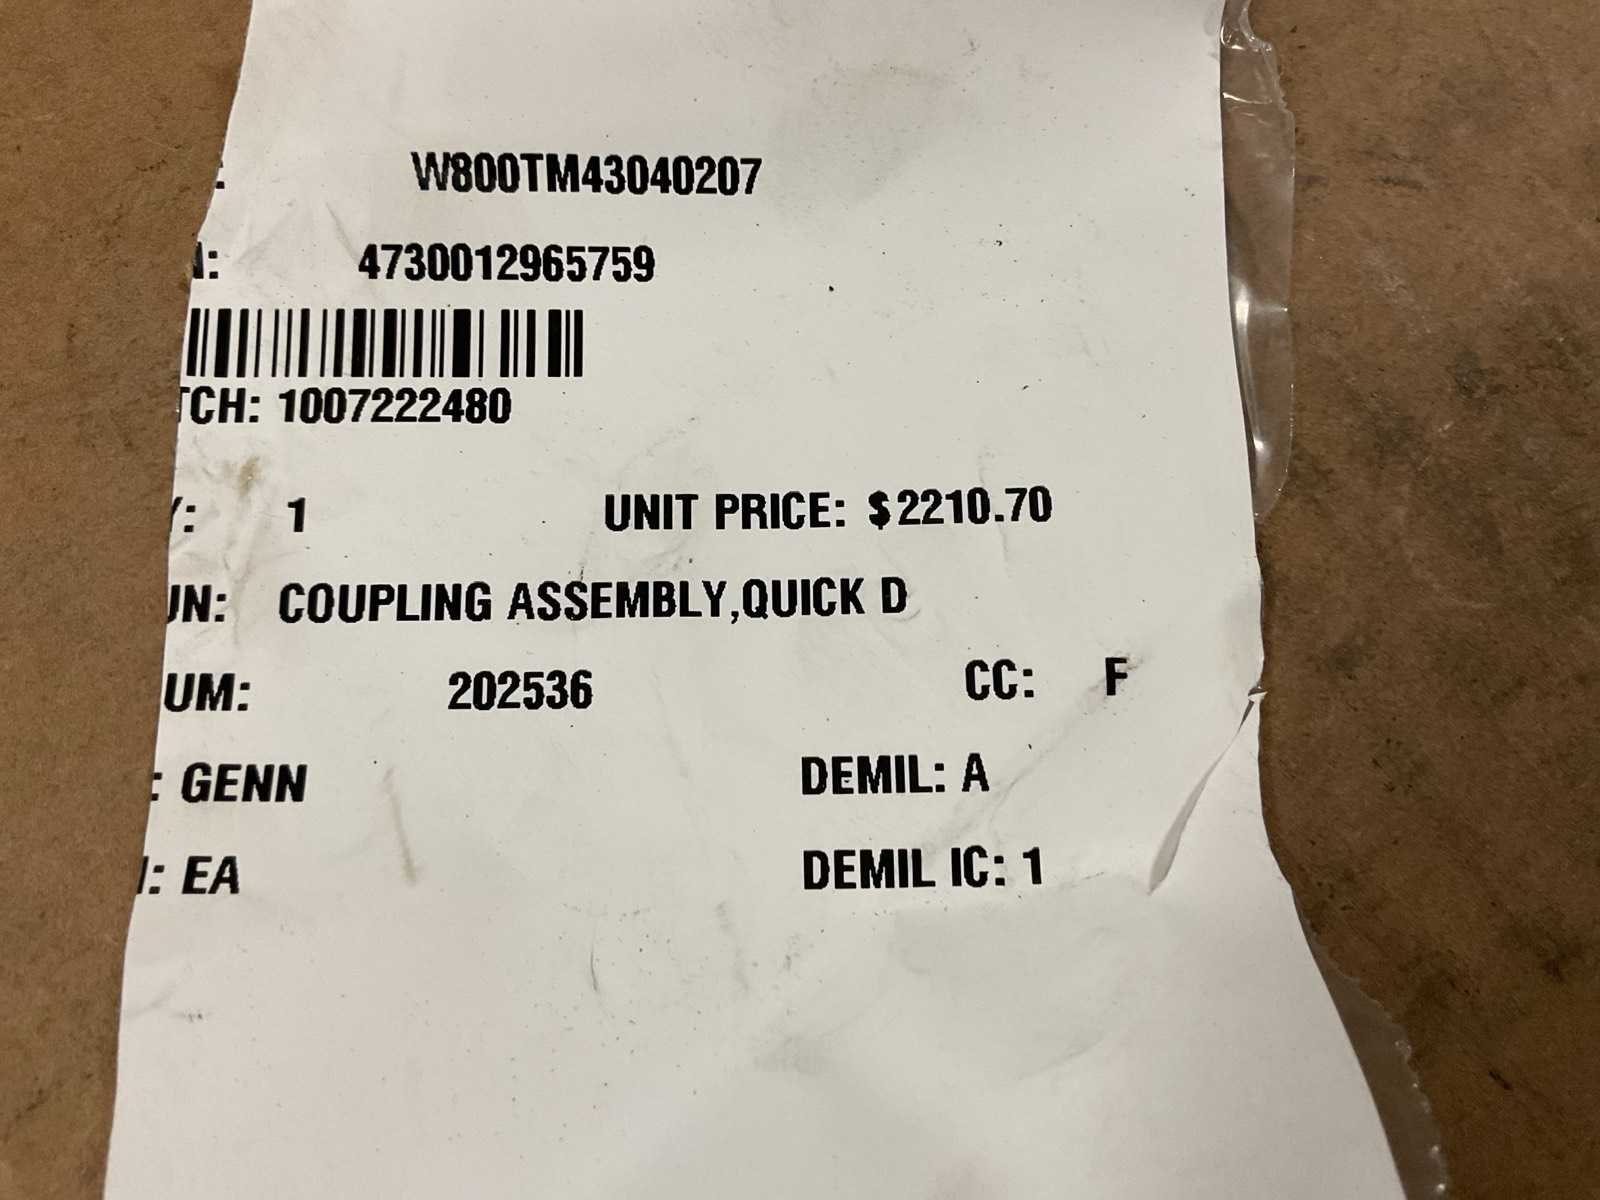 : W800TM43040207
N: 4730012965759
TCH: 1007222480
Y: 1 UNIT PRICE: $2210.70
UN: COUPLING ASSEMBLY,QUICK D
UM: 202536 CC: F
: GENN DEMIL: A
I: EA DEMIL IC: 1